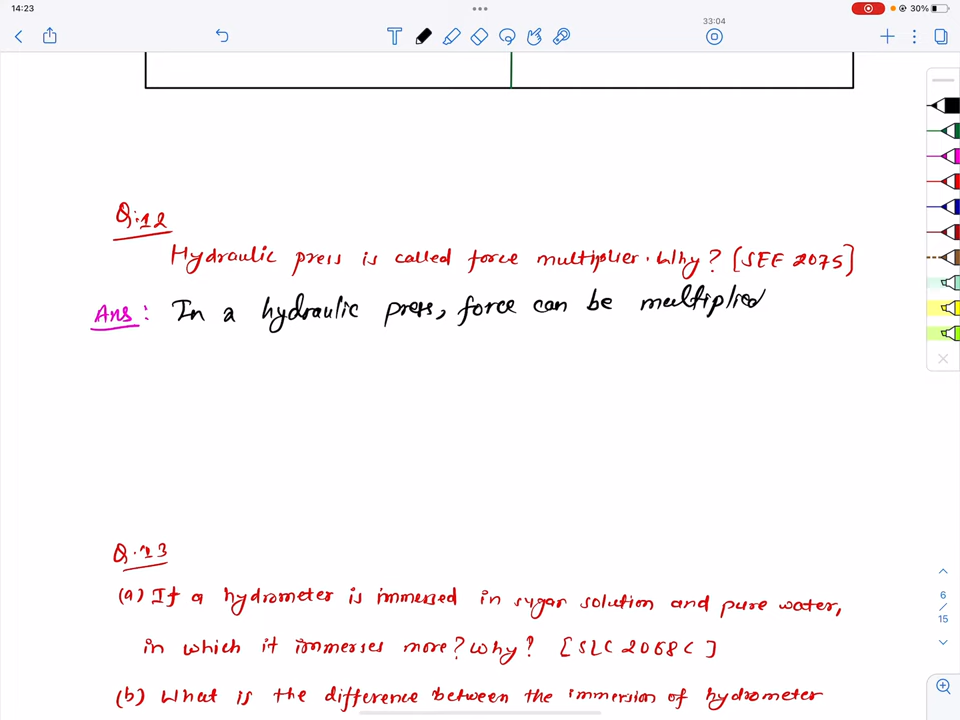 14:23
30%
33:04
T
Q.12
Hydraulic press is called force multiplier. Why? [SEE 2075]
Ans: In a hydraulic press, force can be multiplied
Q.13
(a) If a hydrometer is immersed in sugar solution and pure water,
in which it immerses more? Why? [SLC 2068 C]
(b) What is the difference between the immersion of hydrometer
6
/
15